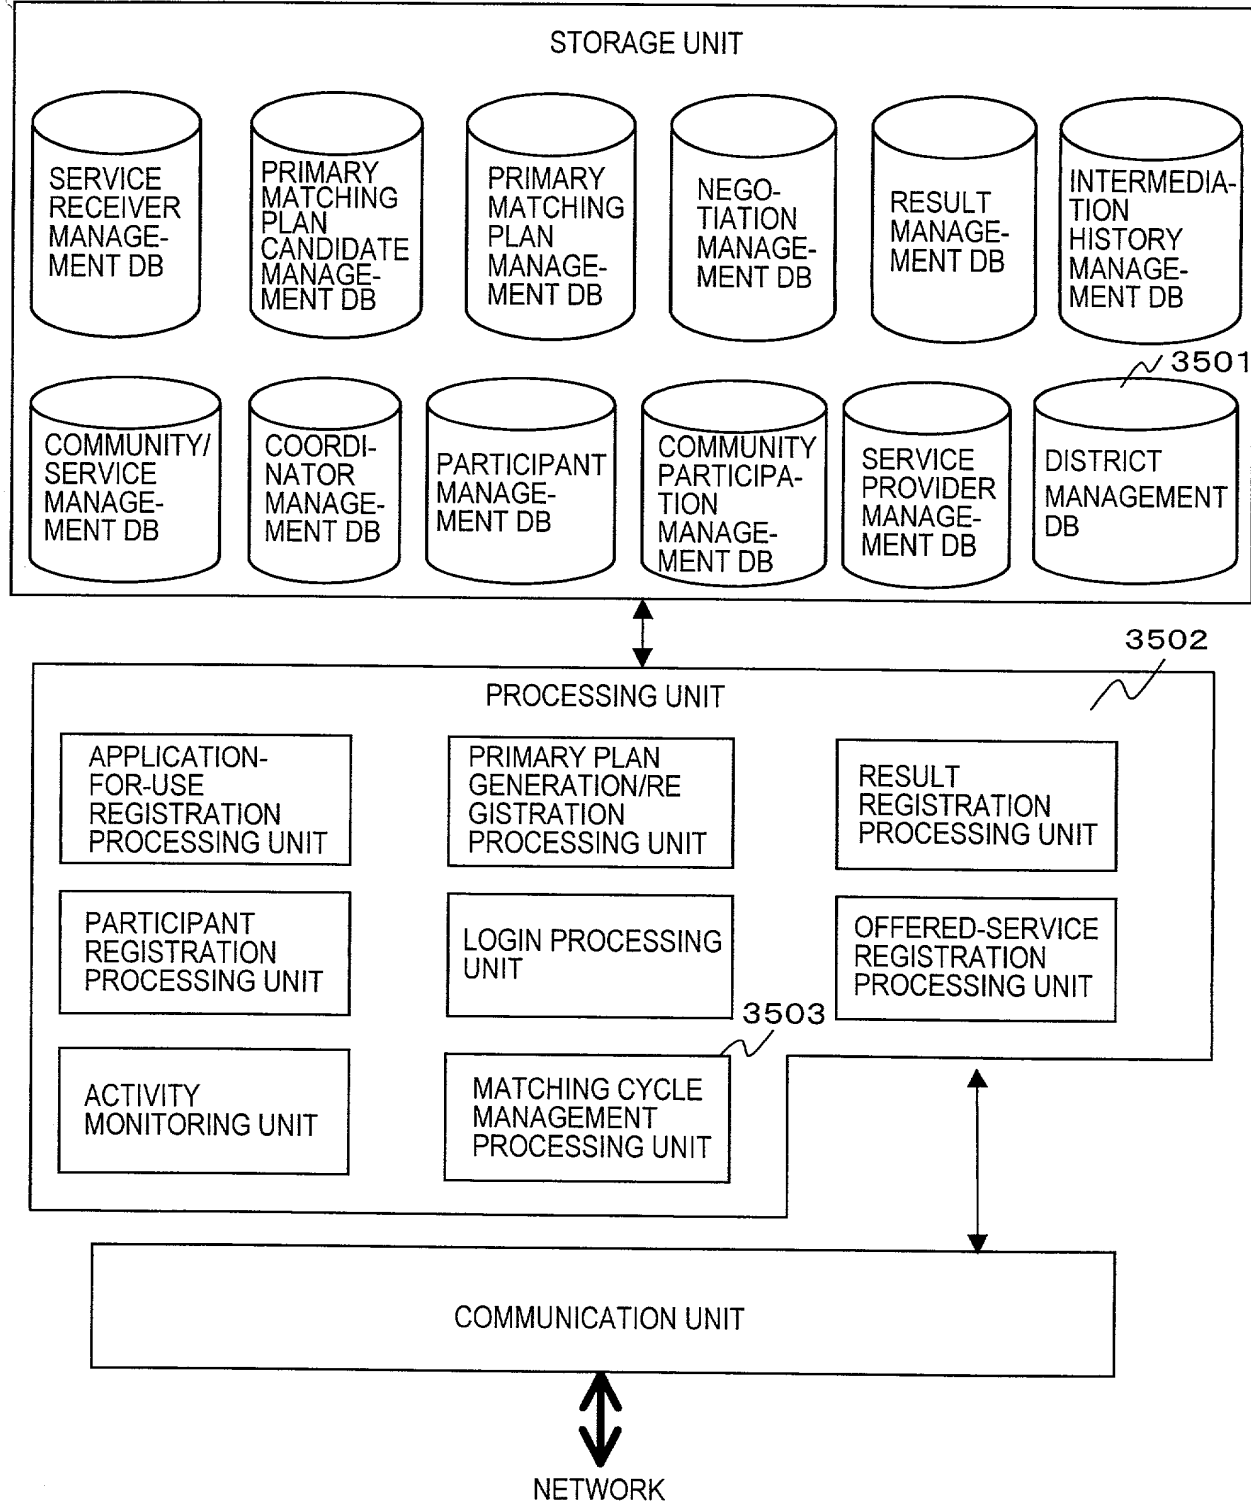 STORAGE UNIT
SERVICE
RECEIVER
MANAGE-
MENT DB
PRIMARY
MATCHING
PLAN
CANDIDATE
MANAGE-
MENT DB
PRIMARY
MATCHING
PLAN
MANAGE-
MENT DB
NEGO-
TIATION
MANAGE-
MENT DB
RESULT
MANAGE-
MENT DB
INTERMEDIA-
TION
HISTORY
MANAGE-
MENT DB
3501
COMMUNITY/
SERVICE
MANAGE-
MENT DB
COORDI-
NATOR
MANAGE-
MENT DB
PARTICIPANT
MANAGE-
MENT DB
COMMUNITY
PARTICIPA-
TION
MANAGE-
MENT DB
SERVICE
PROVIDER
MANAGE-
MENT DB
DISTRICT
MANAGEMENT
DB
3502
PROCESSING UNIT
APPLICATION-
FOR-USE
REGISTRATION
PROCESSING UNIT
PRIMARY PLAN
GENERATION/RE
GISTRATION
PROCESSING UNIT
RESULT
REGISTRATION
PROCESSING UNIT
PARTICIPANT
REGISTRATION
PROCESSING UNIT
LOGIN PROCESSING
UNIT
OFFERED-SERVICE
REGISTRATION
PROCESSING UNIT
3503
ACTIVITY
MONITORING UNIT
MATCHING CYCLE
MANAGEMENT
PROCESSING UNIT
COMMUNICATION UNIT
NETWORK